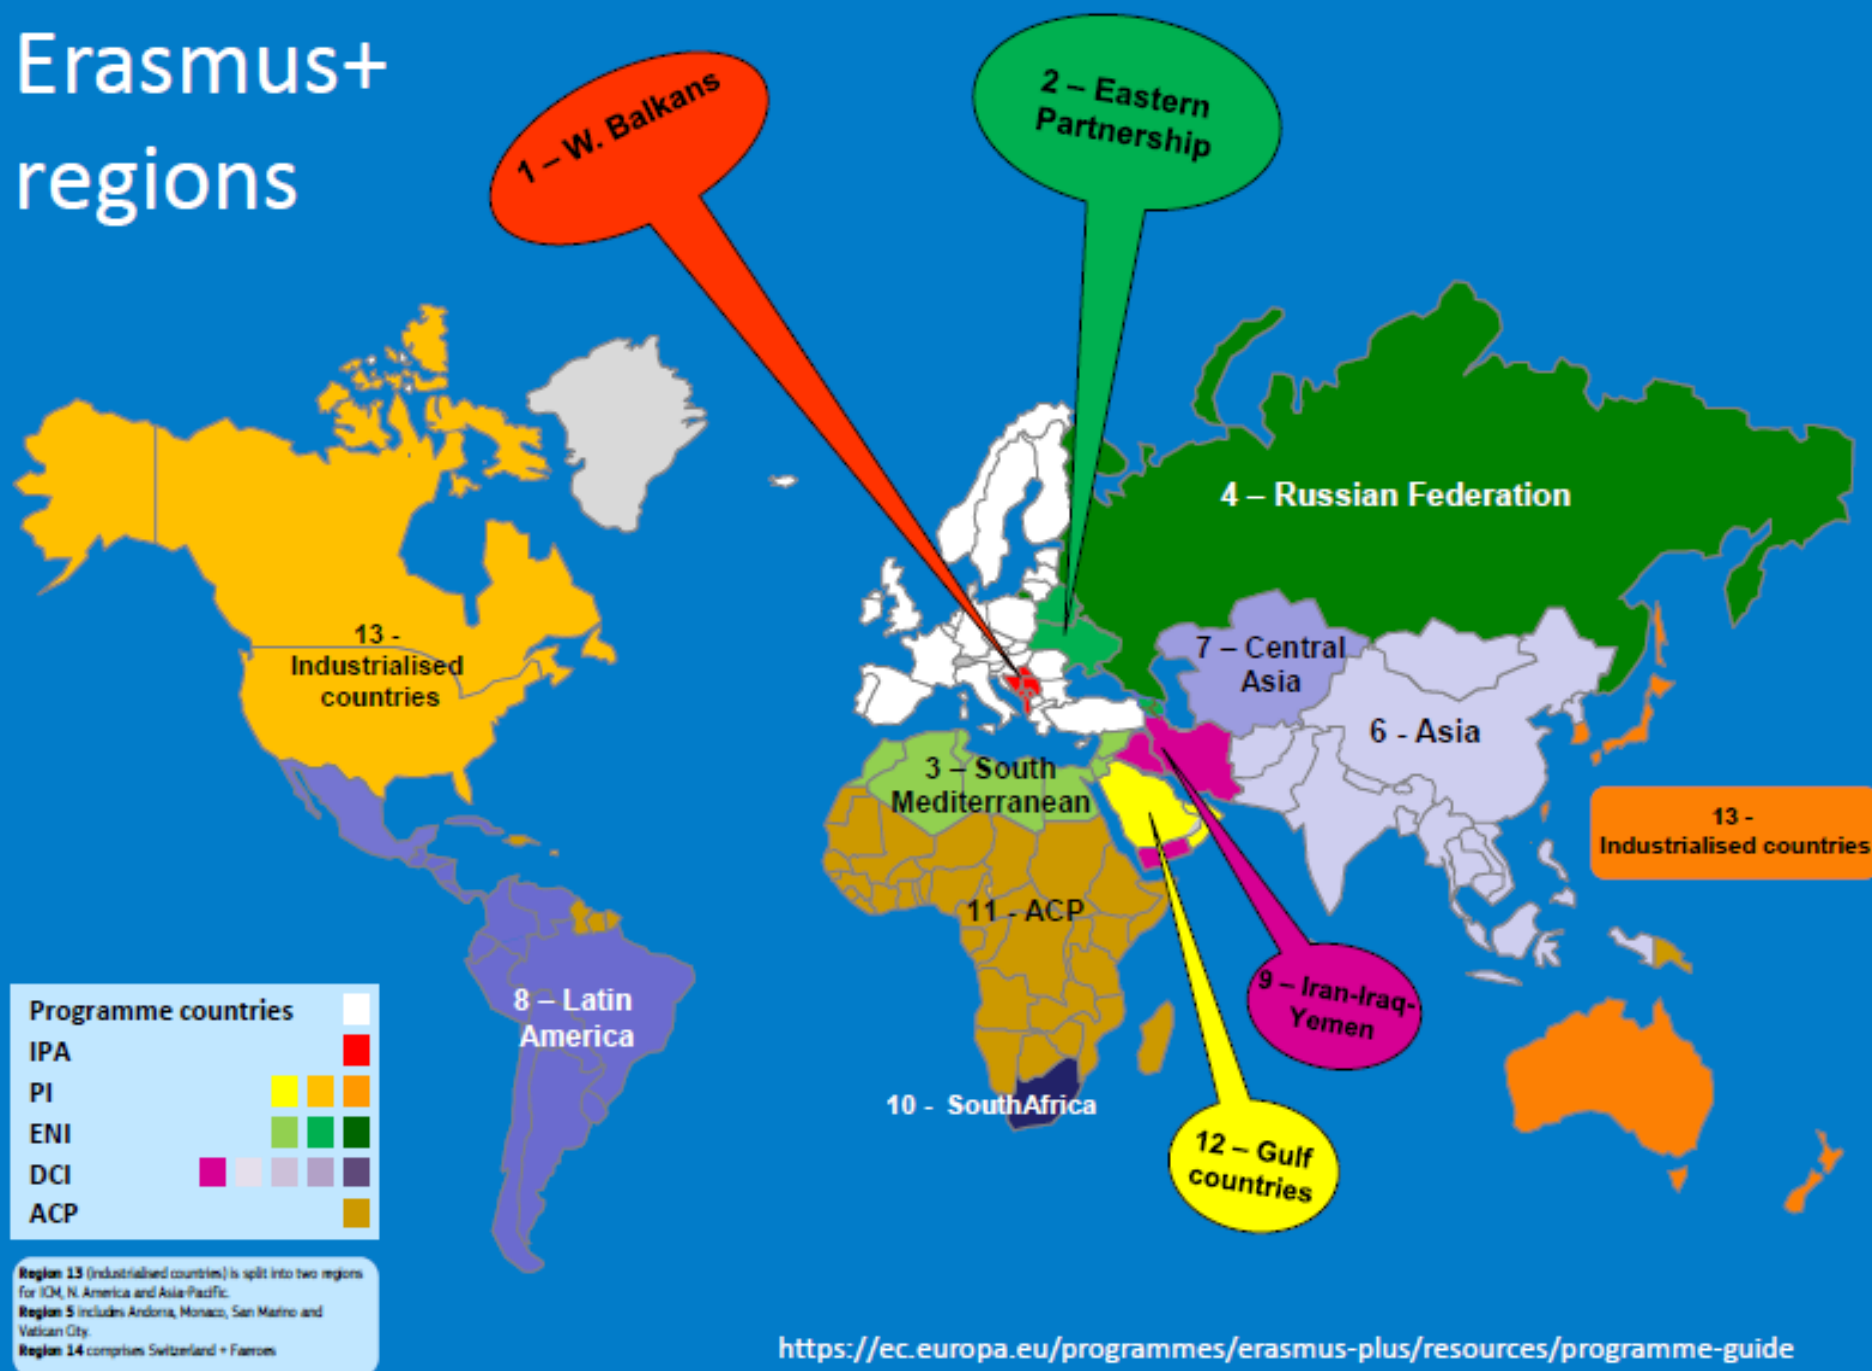 Erasmus+
regions
1 – W. Balkans
2 – Eastern
Partnership
4 – Russian Federation
13 -
Industrialised
countries
7 – Central
Asia
6 - Asia
3 – South
Mediterranean
13 -
Industrialised countries
11 - ACP
9 – Iran-Iraq-
Yemen
8 – Latin
America
10 - SouthAfrica
12 – Gulf
countries
Programme countries
IPA
PI
ENI
DCI
ACP
Region 13 (industrialised countries) is split into two regions
for ICM, N. America and Asia-Pacific.
Region 5 includes Andorra, Monaco, San Marino and
Vatican City.
Region 14 comprises Switzerland + Faeroes
https://ec.europa.eu/programmes/erasmus-plus/resources/programme-guide